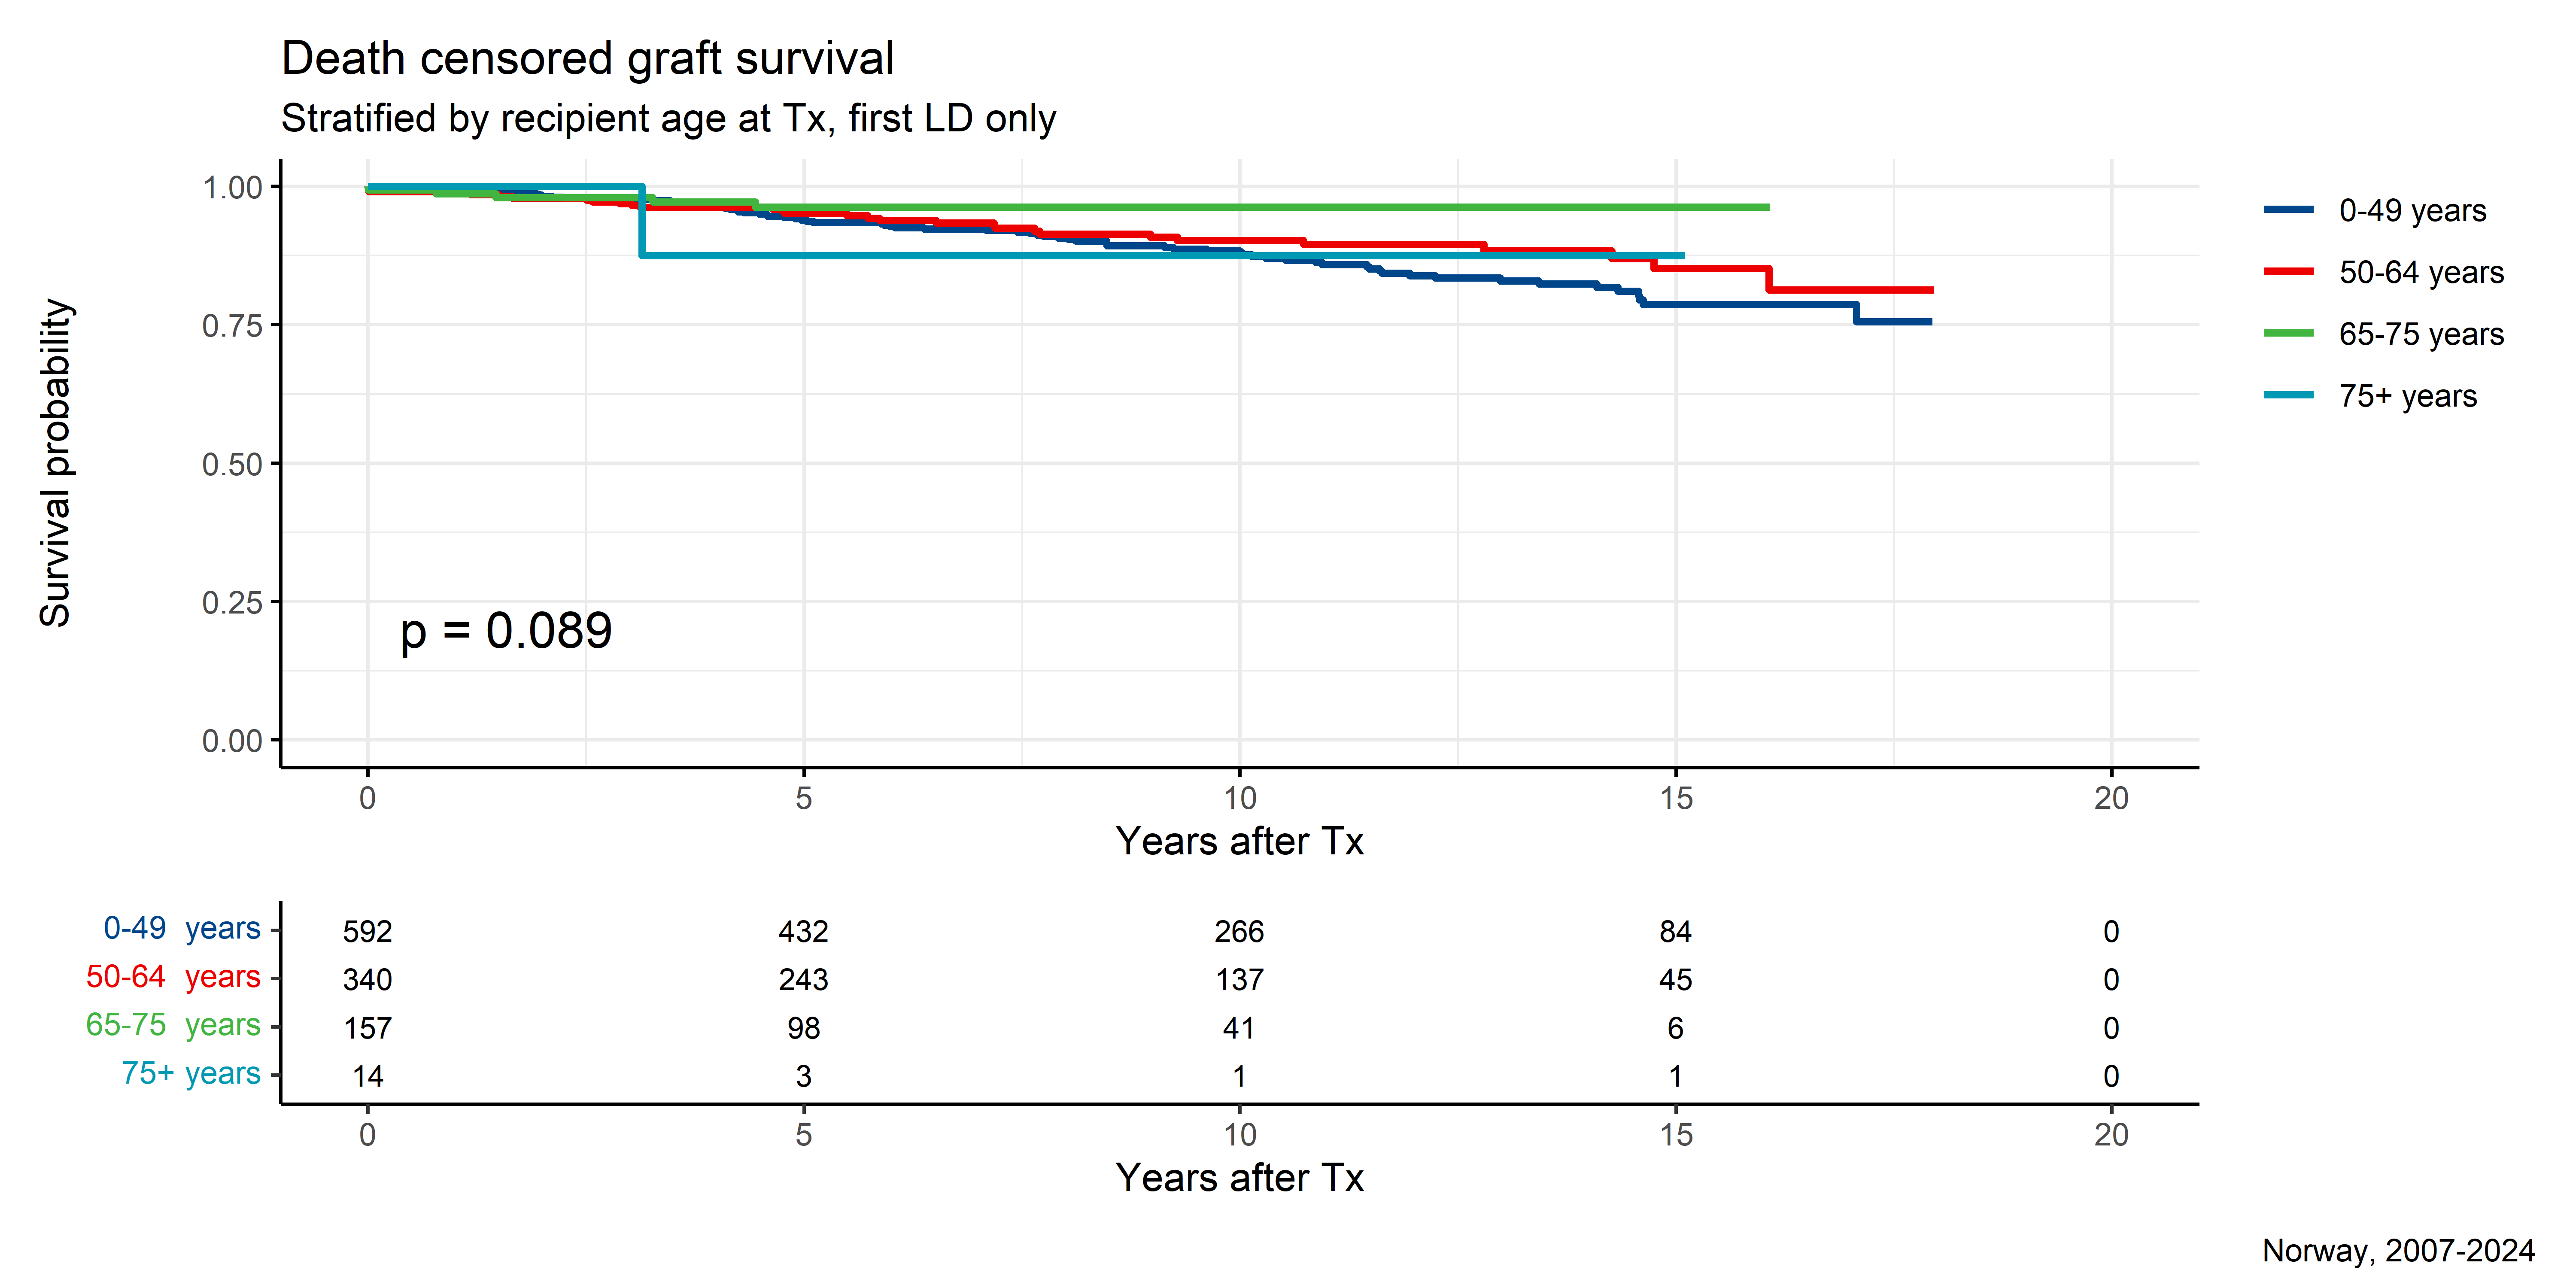 Death censored graft survival
Stratified by recipient age at Tx, first LD only
Survival probability
1.00
0.75
0.50
0.25
0.00
p = 0.089
0 5 10 15 20
Years after Tx
0-49 years
50-64 years
65-75 years
75+ years
0-49 years 592 432 266 84 0
50-64 years 340 243 137 45 0
65-75 years 157 98 41 6 0
75+ years 14 3 1 1 0
0 5 10 15 20
Years after Tx
Norway, 2007-2024